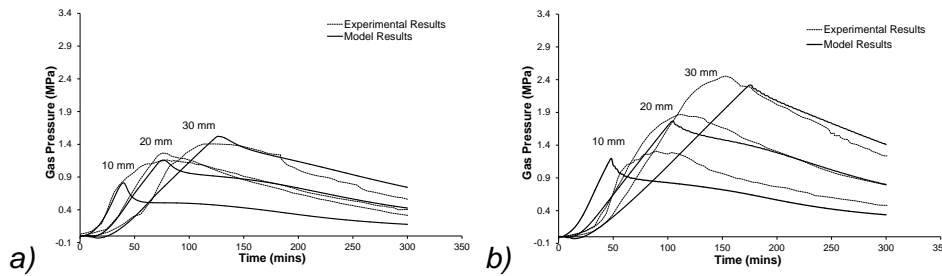 3.4
2.9
2.4
1.9
1.4
0.9
0.4
-0.1
Gas Pressure (MPa)
Experimental Results
Model Results
10 mm
20 mm
30 mm
0 50 100 150 200 250 300 350
Time (mins)
a)
3.4
2.9
2.4
1.9
1.4
0.9
0.4
-0.1
Gas Pressure (MPa)
Experimental Results
Model Results
30 mm
20 mm
10 mm
0 50 100 150 200 250 300 350
Time (mins)
b)